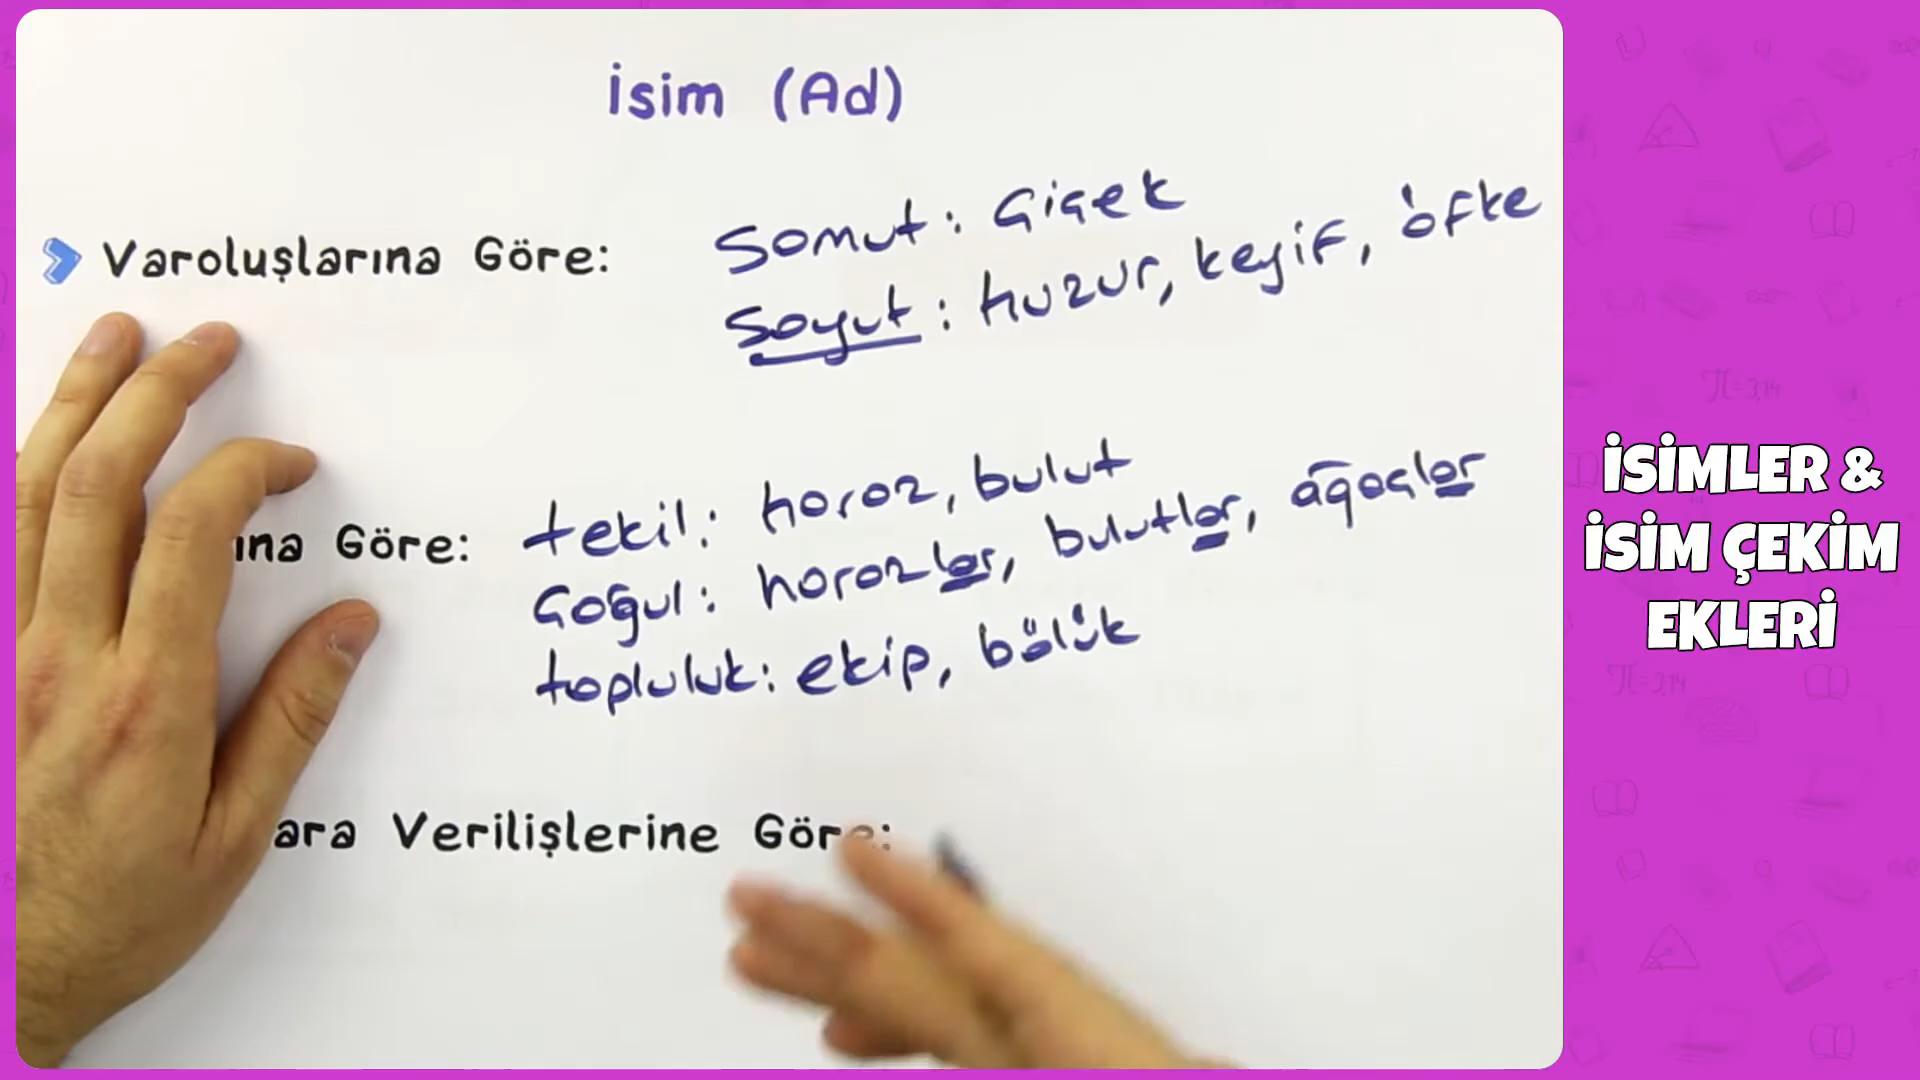 İsim (Ad)
Varoluşlarına Göre:
Somut: Çiçek
Soyut: huzur, keyif, öfke
ına Göre:
tekil: horoz, bulut
Çoğul: horozlar, bulutlar, ağaçlar
topluluk: ekip, bölük
ara Verilişlerine Göre:
İSİMLER &
İSİM ÇEKİM
EKLERİ